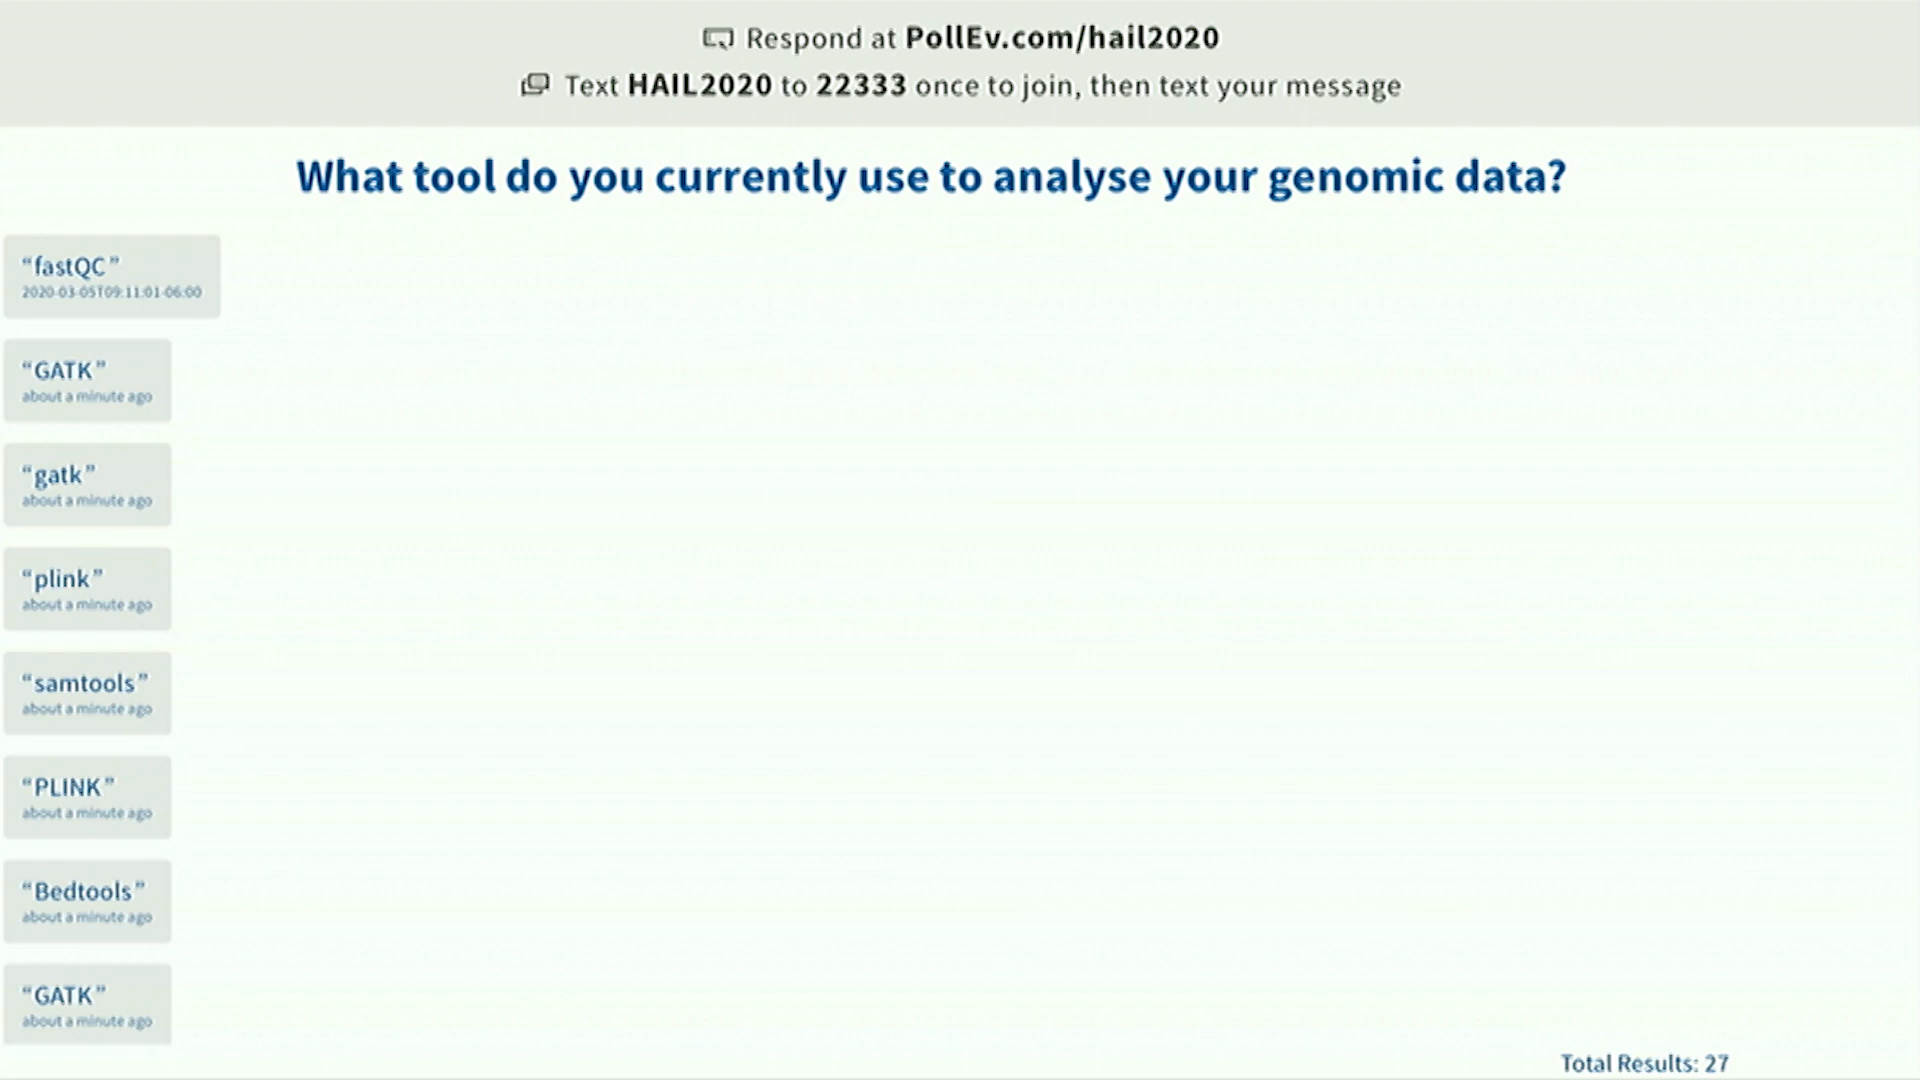 Respond at PollEv.com/hail2020
Text HAIL2020 to 22333 once to join, then text your message
What tool do you currently use to analyse your genomic data?
“fastQC”
2020-03-05T09:11:01-06:00
“GATK”
about a minute ago
“gatk”
about a minute ago
“plink”
about a minute ago
“samtools”
about a minute ago
“PLINK”
about a minute ago
“Bedtools”
about a minute ago
“GATK”
about a minute ago
Total Results: 27